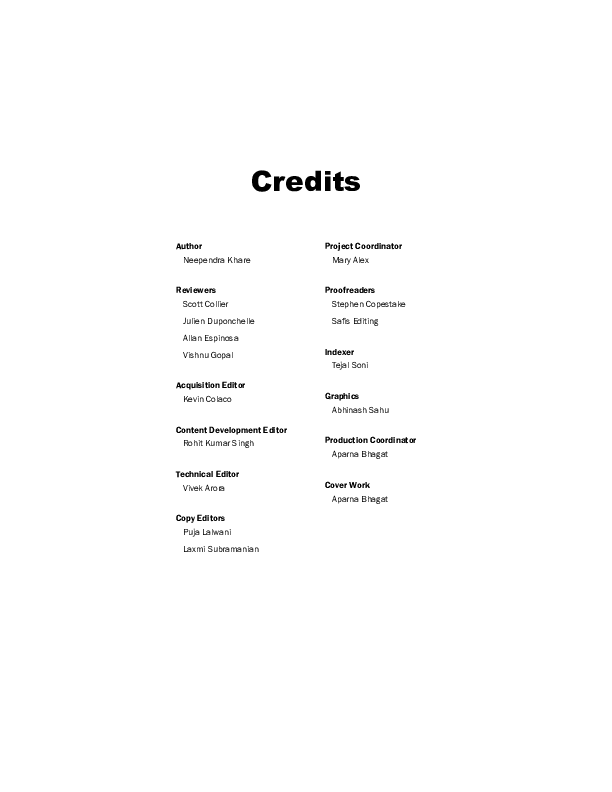 Credits
Author
Neependra Khare
Reviewers
Scott Collier
Julien Duponchelle
Allan Espinosa
Vishnu Gopal
Acquisition Editor
Kevin Colaco
Content Development Editor
Rohit Kumar Singh
Technical Editor
Vivek Arora
Copy Editors
Puja Lalwani
Laxmi Subramanian
Project Coordinator
Mary Alex
Proofreaders
Stephen Copestake
Safis Editing
Indexer
Tejal Soni
Graphics
Abhinash Sahu
Production Coordinator
Aparna Bhagat
Cover Work
Aparna Bhagat